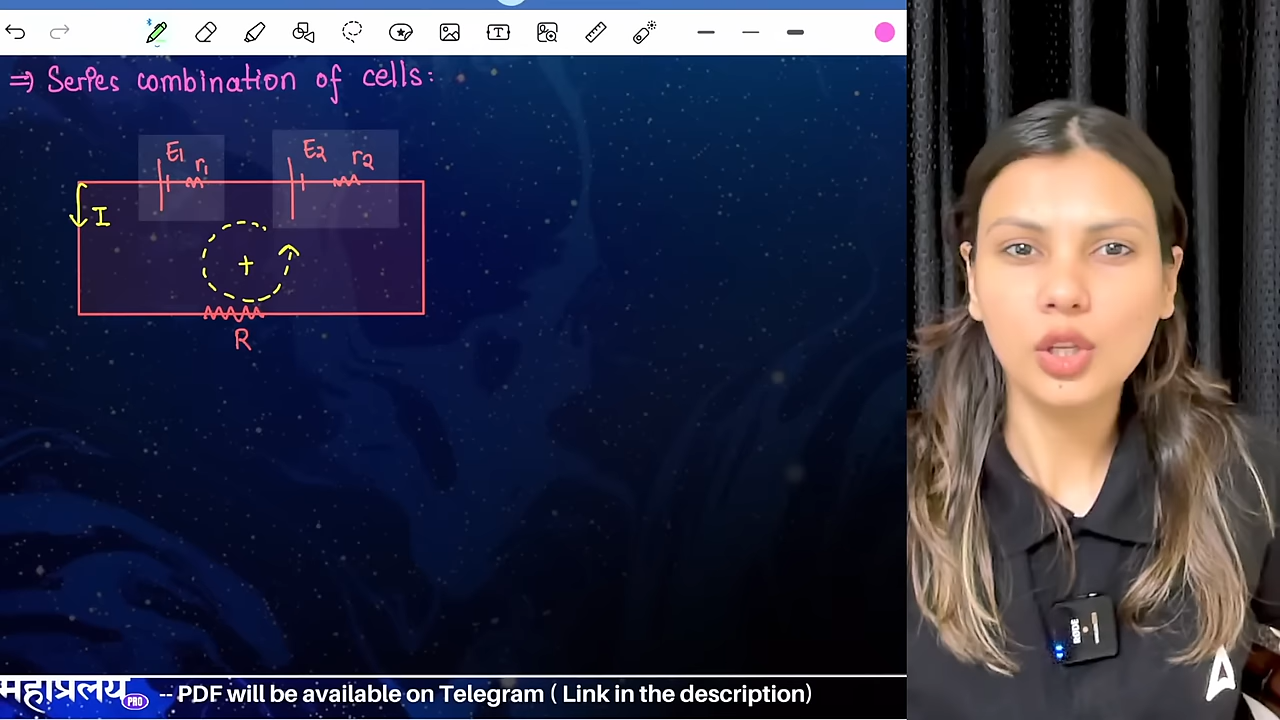 ⇒ Series combination of cells:
E1 r1 E2 r2
I
+
R
महाप्रलय PRO -- PDF will be available on Telegram ( Link in the description)
RODE